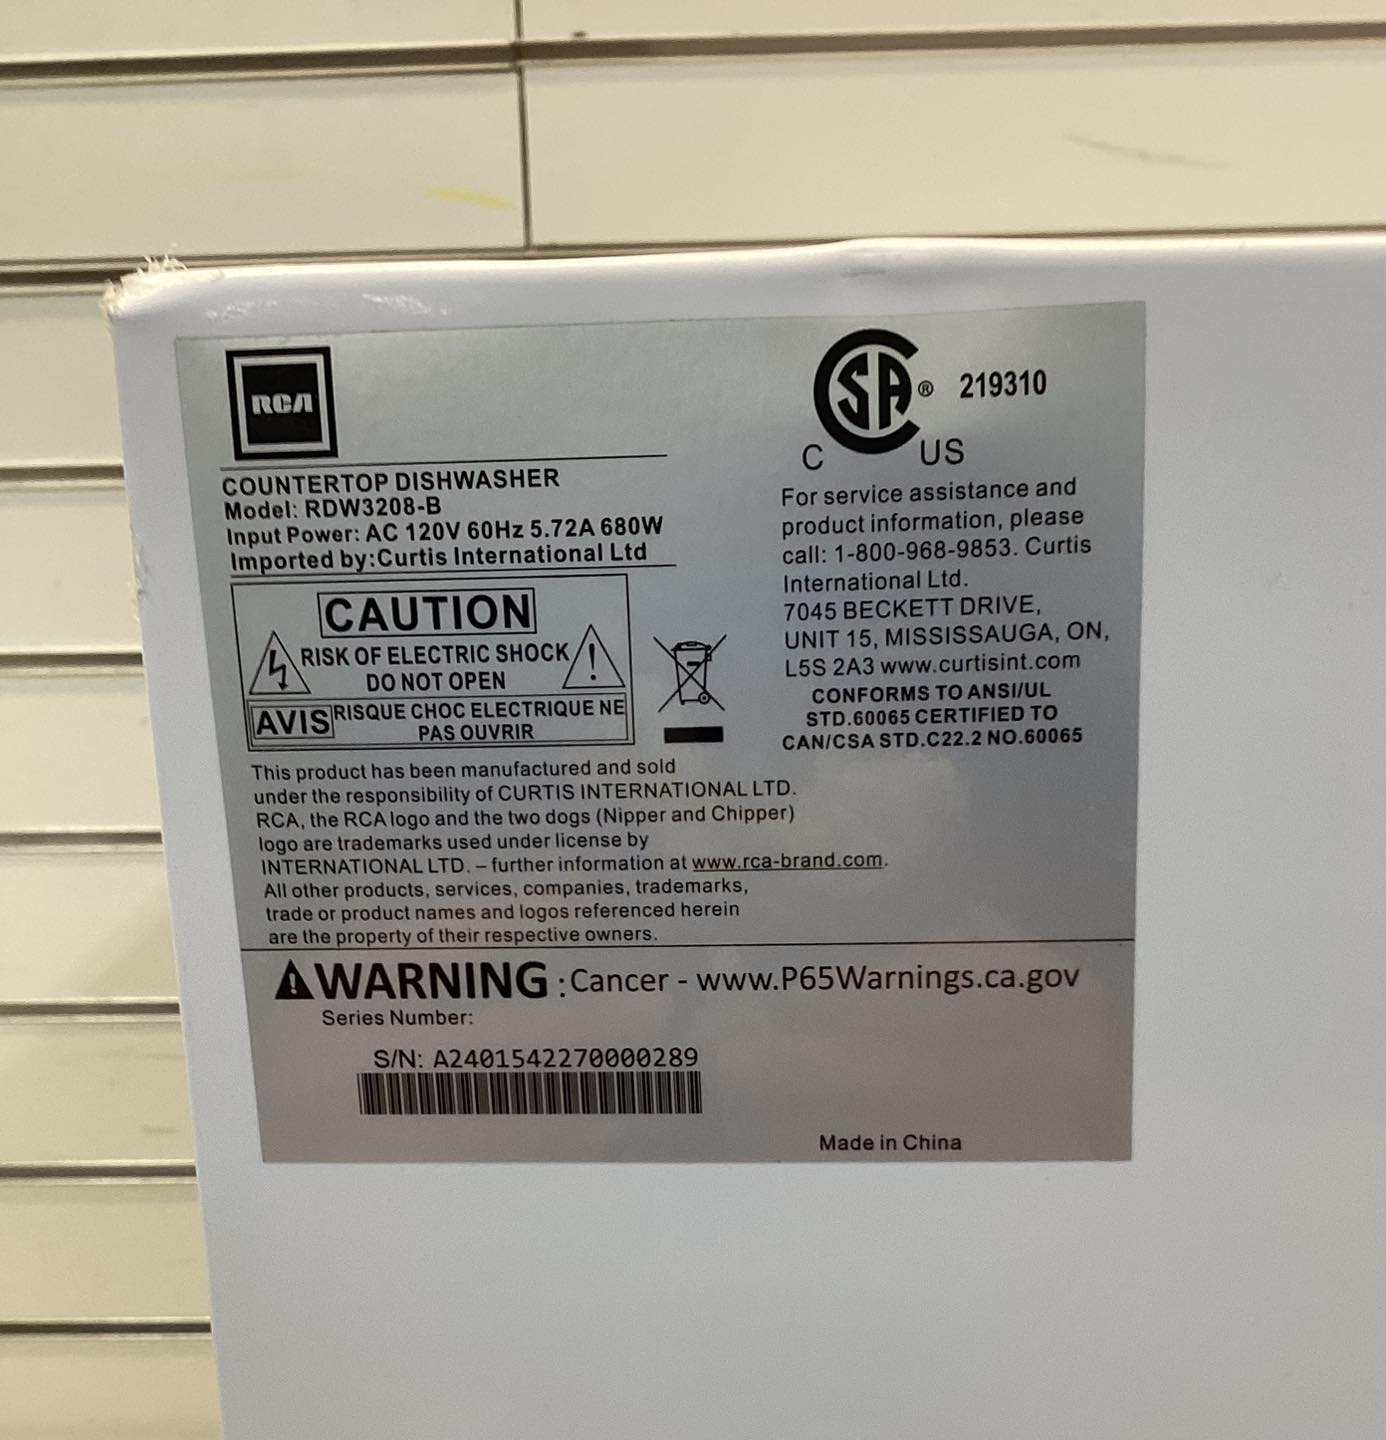 RCA
COUNTERTOP DISHWASHER
Model: RDW3208-B
Input Power: AC 120V 60Hz 5.72A 680W
Imported by:Curtis International Ltd
CAUTION
RISK OF ELECTRIC SHOCK
DO NOT OPEN
AVIS
RISQUE CHOC ELECTRIQUE NE
PAS OUVRIR
SA® 219310
C US
For service assistance and
product information, please
call: 1-800-968-9853. Curtis
International Ltd.
7045 BECKETT DRIVE,
UNIT 15, MISSISSAUGA, ON,
L5S 2A3 www.curtisint.com
CONFORMS TO ANSI/UL
STD.60065 CERTIFIED TO
CAN/CSA STD.C22.2 NO.60065
This product has been manufactured and sold
under the responsibility of CURTIS INTERNATIONAL LTD.
RCA, the RCA logo and the two dogs (Nipper and Chipper)
logo are trademarks used under license by
INTERNATIONAL LTD. – further information at www.rca-brand.com.
All other products, services, companies, trademarks,
trade or product names and logos referenced herein
are the property of their respective owners.
WARNING :Cancer - www.P65Warnings.ca.gov
Series Number:
S/N: A2401542270000289
Made in China